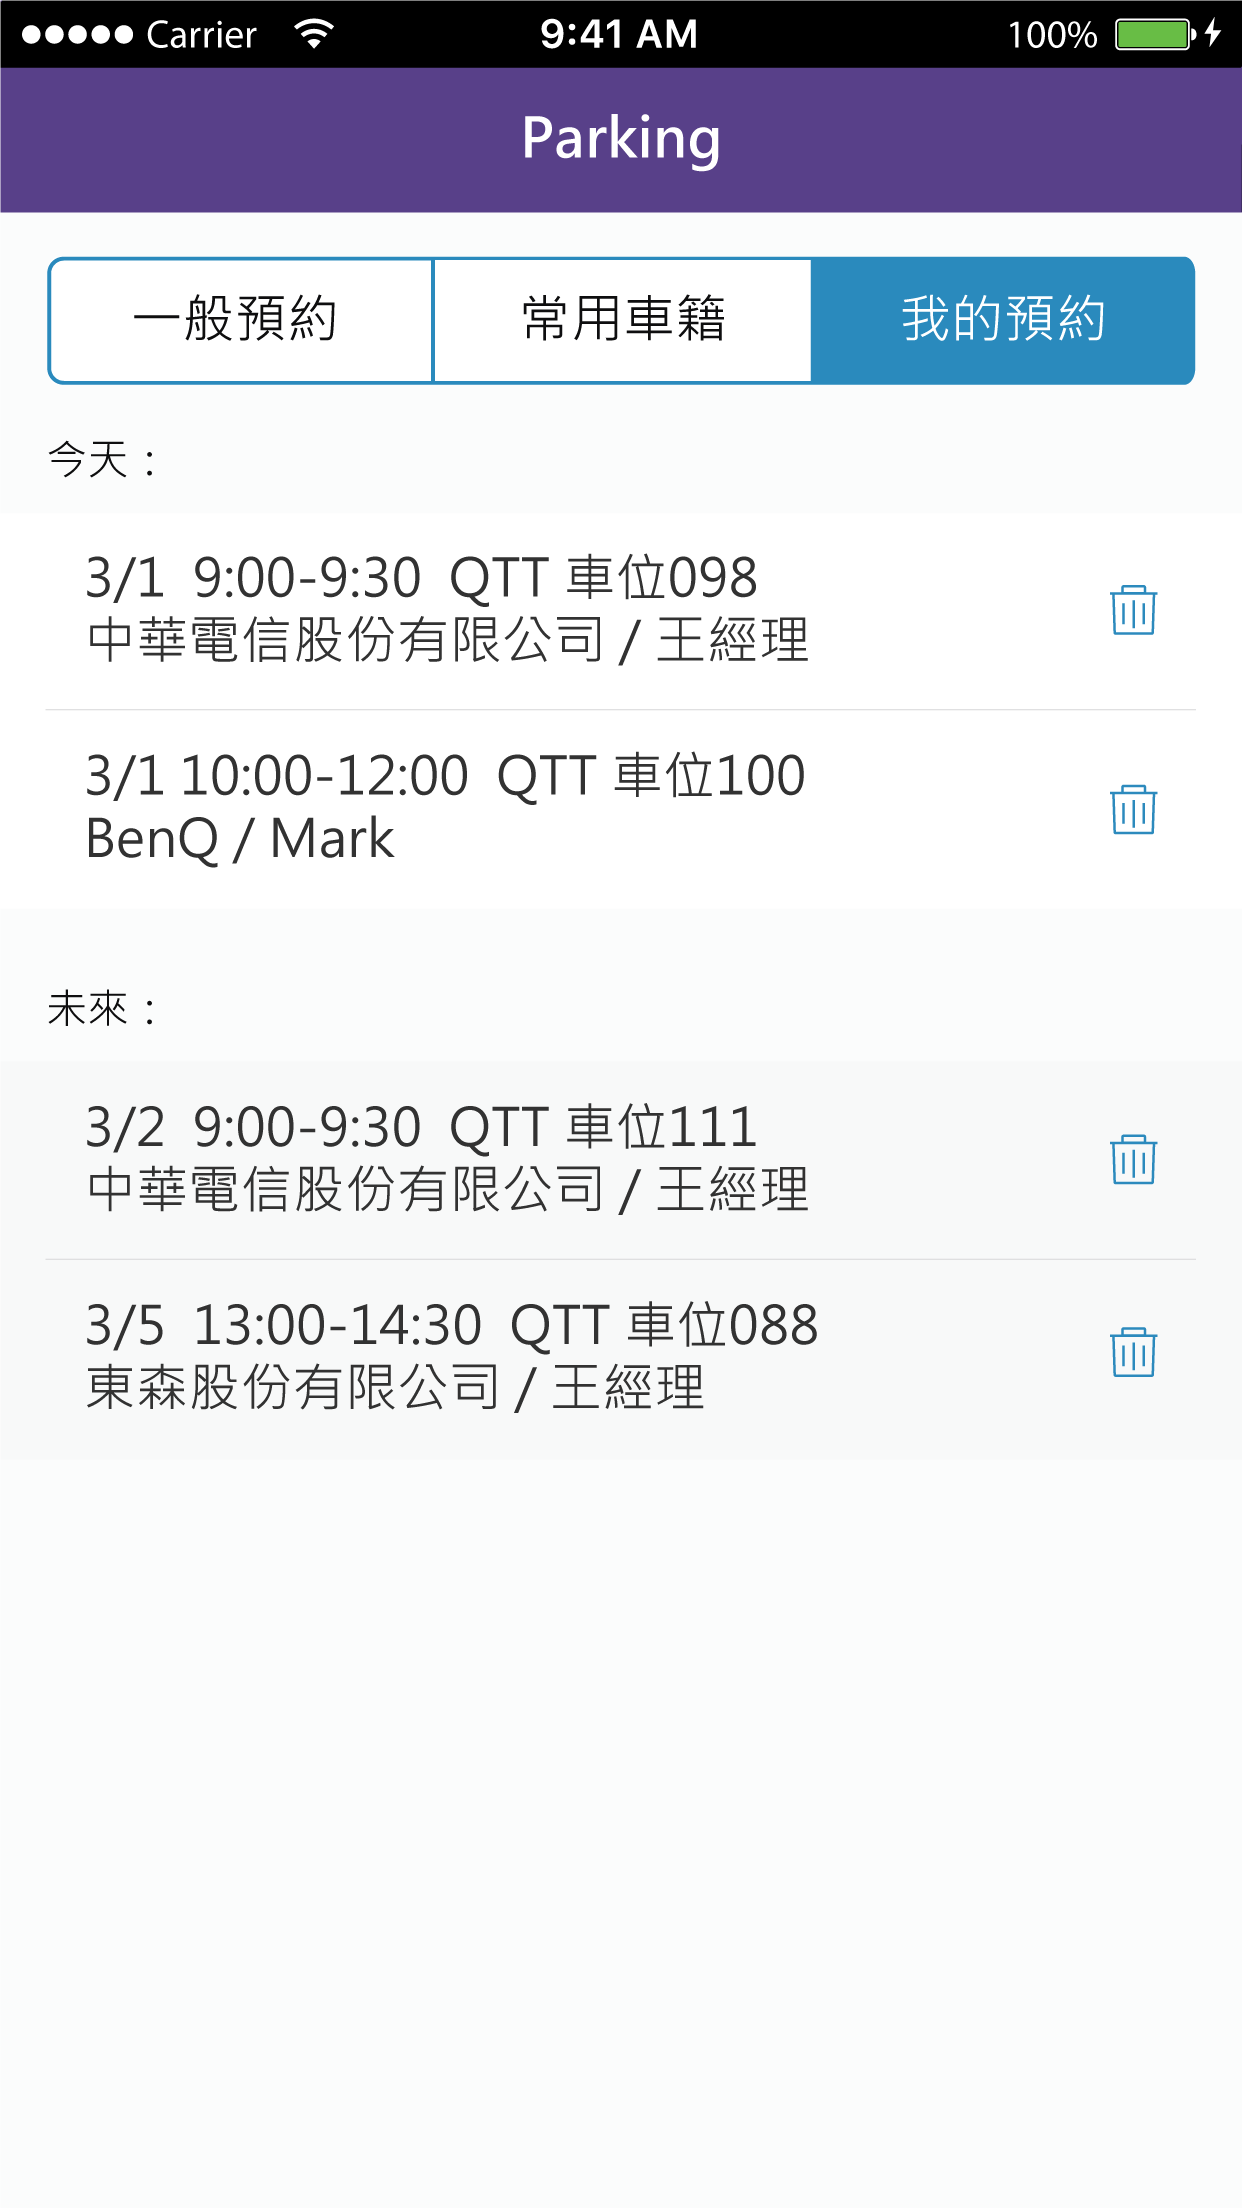 Carrier 9:41 AM 100%
Parking
一般預約 常用車籍 我的預約
今天：
3/1 9:00-9:30 QTT 車位098
中華電信股份有限公司 / 王經理
3/1 10:00-12:00 QTT 車位100
BenQ / Mark
未來：
3/2 9:00-9:30 QTT 車位111
中華電信股份有限公司 / 王經理
3/5 13:00-14:30 QTT 車位088
東森股份有限公司 / 王經理